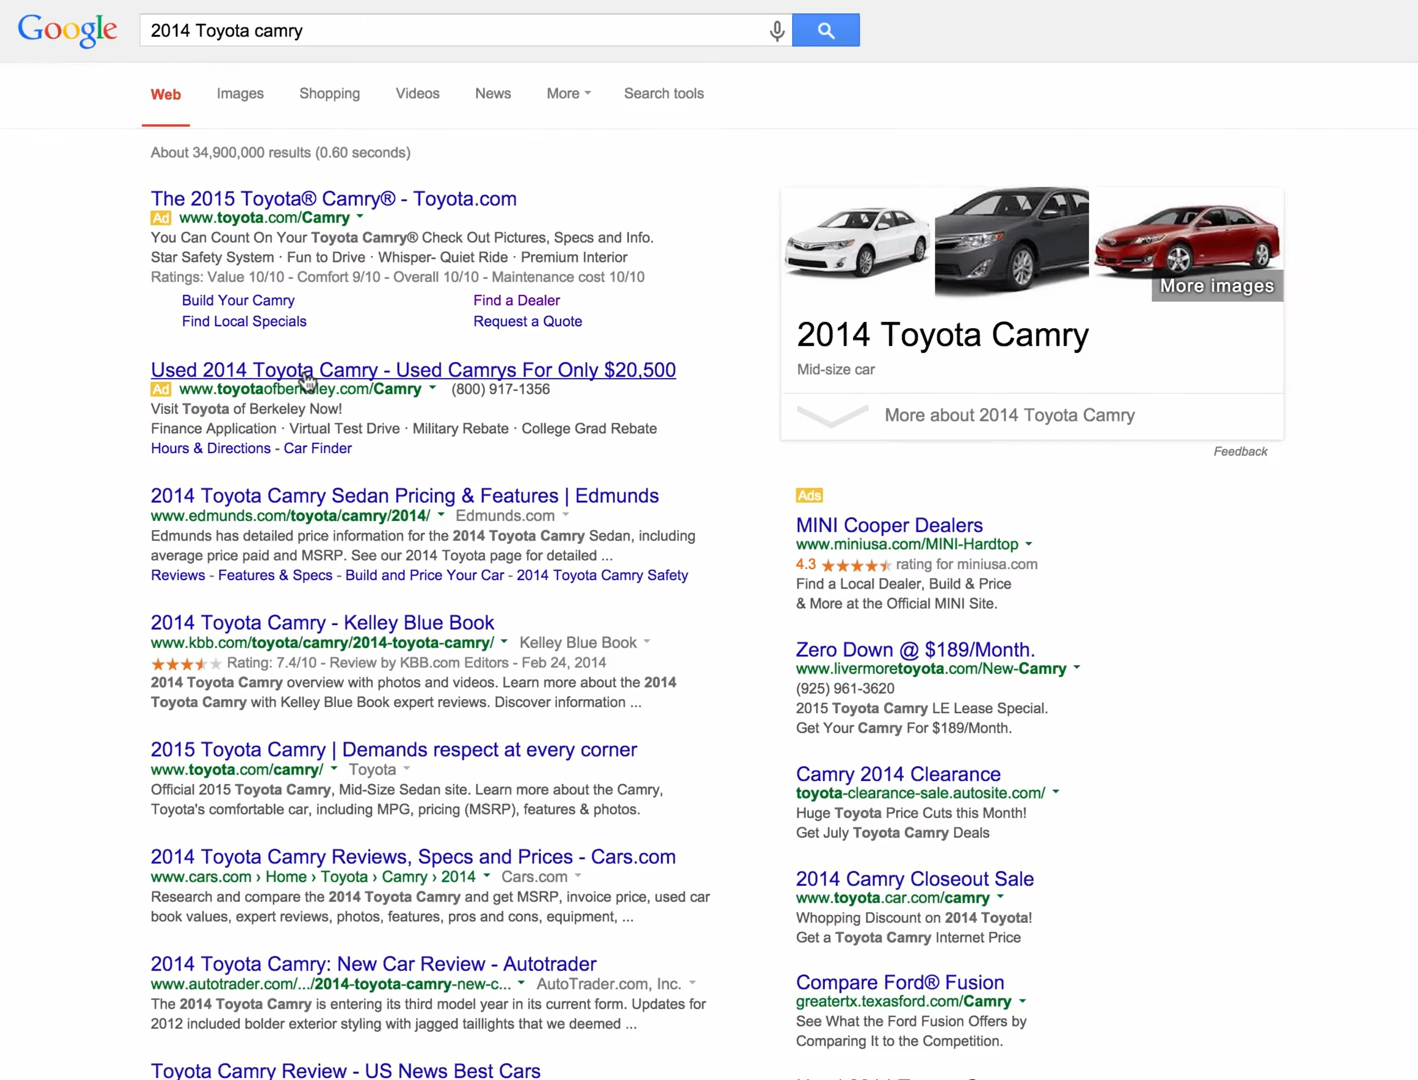 Google
2014 Toyota camry
Web Images Shopping Videos News More Search tools
About 34,900,000 results (0.60 seconds)
The 2015 Toyota® Camry® - Toyota.com
Ad www.toyota.com/Camry
You Can Count On Your Toyota Camry® Check Out Pictures, Specs and Info.
Star Safety System · Fun to Drive · Whisper- Quiet Ride · Premium Interior
Ratings: Value 10/10 - Comfort 9/10 - Overall 10/10 - Maintenance cost 10/10
Build Your Camry Find a Dealer
Find Local Specials Request a Quote
Used 2014 Toyota Camry - Used Camrys For Only $20,500
Ad www.toyotaofberkeley.com/Camry (800) 917-1356
Visit Toyota of Berkeley Now!
Finance Application · Virtual Test Drive · Military Rebate · College Grad Rebate
Hours & Directions - Car Finder
2014 Toyota Camry Sedan Pricing & Features | Edmunds
www.edmunds.com/toyota/camry/2014/ Edmunds.com
Edmunds has detailed price information for the 2014 Toyota Camry Sedan, including
average price paid and MSRP. See our 2014 Toyota page for detailed ...
Reviews - Features & Specs - Build and Price Your Car - 2014 Toyota Camry Safety
2014 Toyota Camry - Kelley Blue Book
www.kbb.com/toyota/camry/2014-toyota-camry/ Kelley Blue Book
Rating: 7.4/10 - Review by KBB.com Editors - Feb 24, 2014
2014 Toyota Camry overview with photos and videos. Learn more about the 2014
Toyota Camry with Kelley Blue Book expert reviews. Discover information ...
2015 Toyota Camry | Demands respect at every corner
www.toyota.com/camry/ Toyota
Official 2015 Toyota Camry, Mid-Size Sedan site. Learn more about the Camry,
Toyota's comfortable car, including MPG, pricing (MSRP), features & photos.
2014 Toyota Camry Reviews, Specs and Prices - Cars.com
www.cars.com › Home › Toyota › Camry › 2014 Cars.com
Research and compare the 2014 Toyota Camry and get MSRP, invoice price, used car
book values, expert reviews, photos, features, pros and cons, equipment, ...
2014 Toyota Camry: New Car Review - Autotrader
www.autotrader.com/.../2014-toyota-camry-new-c... AutoTrader.com, Inc.
The 2014 Toyota Camry is entering its third model year in its current form. Updates for
2012 included bolder exterior styling with jagged taillights that we deemed ...
Toyota Camry Review - US News Best Cars
More images
2014 Toyota Camry
Mid-size car
More about 2014 Toyota Camry
Feedback
Ads
MINI Cooper Dealers
www.miniusa.com/MINI-Hardtop
4.3 rating for miniusa.com
Find a Local Dealer, Build & Price
& More at the Official MINI Site.
Zero Down @ $189/Month.
www.livermoretoyota.com/New-Camry
(925) 961-3620
2015 Toyota Camry LE Lease Special.
Get Your Camry For $189/Month.
Camry 2014 Clearance
toyota-clearance-sale.autosite.com/
Huge Toyota Price Cuts this Month!
Get July Toyota Camry Deals
2014 Camry Closeout Sale
www.toyota.car.com/camry
Whopping Discount on 2014 Toyota!
Get a Toyota Camry Internet Price
Compare Ford® Fusion
greatertx.texasford.com/Camry
See What the Ford Fusion Offers by
Comparing It to the Competition.